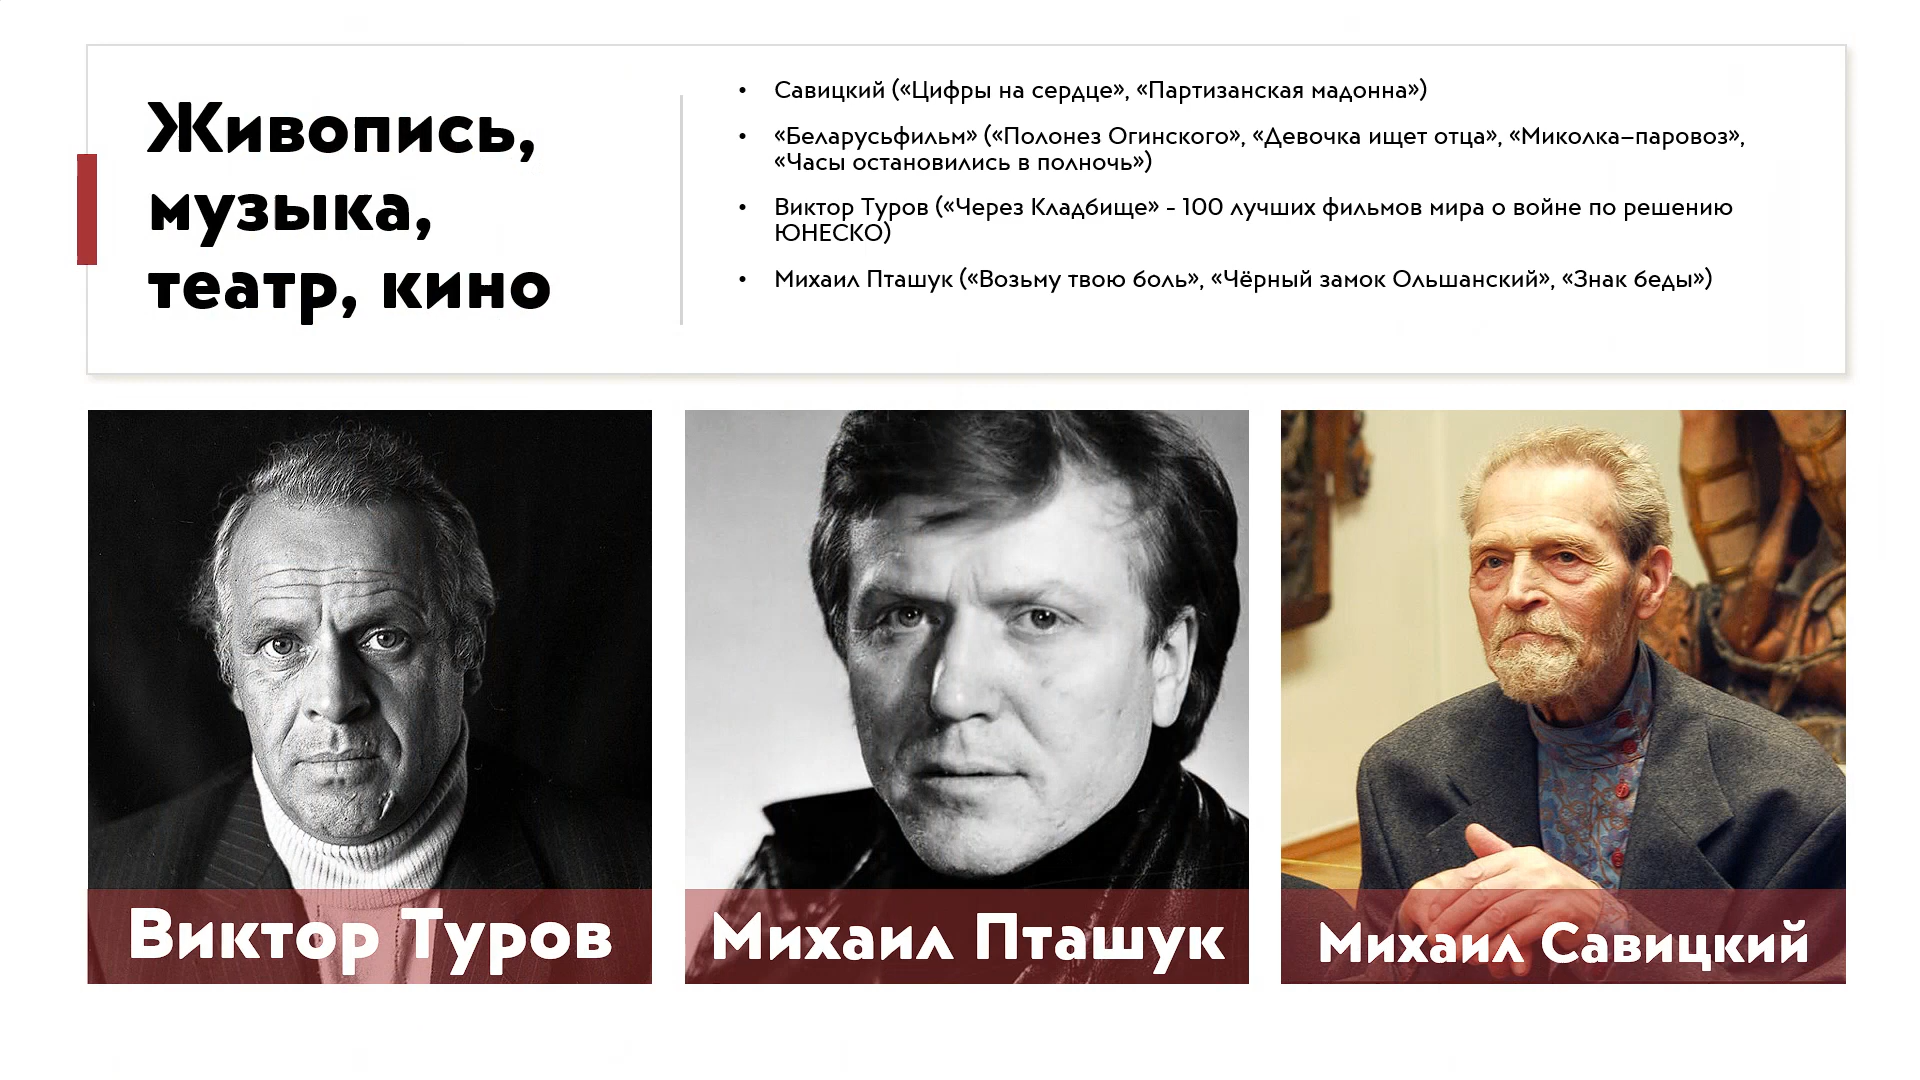 Живопись,
музыка,
театр, кино
• Савицкий («Цифры на сердце», «Партизанская мадонна»)
• «Беларусьфильм» («Полонез Огинского», «Девочка ищет отца», «Миколка–паровоз»,
«Часы остановились в полночь»)
• Виктор Туров («Через Кладбище» - 100 лучших фильмов мира о войне по решению
ЮНЕСКО)
• Михаил Пташук («Возьму твою боль», «Чёрный замок Ольшанский», «Знак беды»)
Виктор Туров
Михаил Пташук
Михаил Савицкий